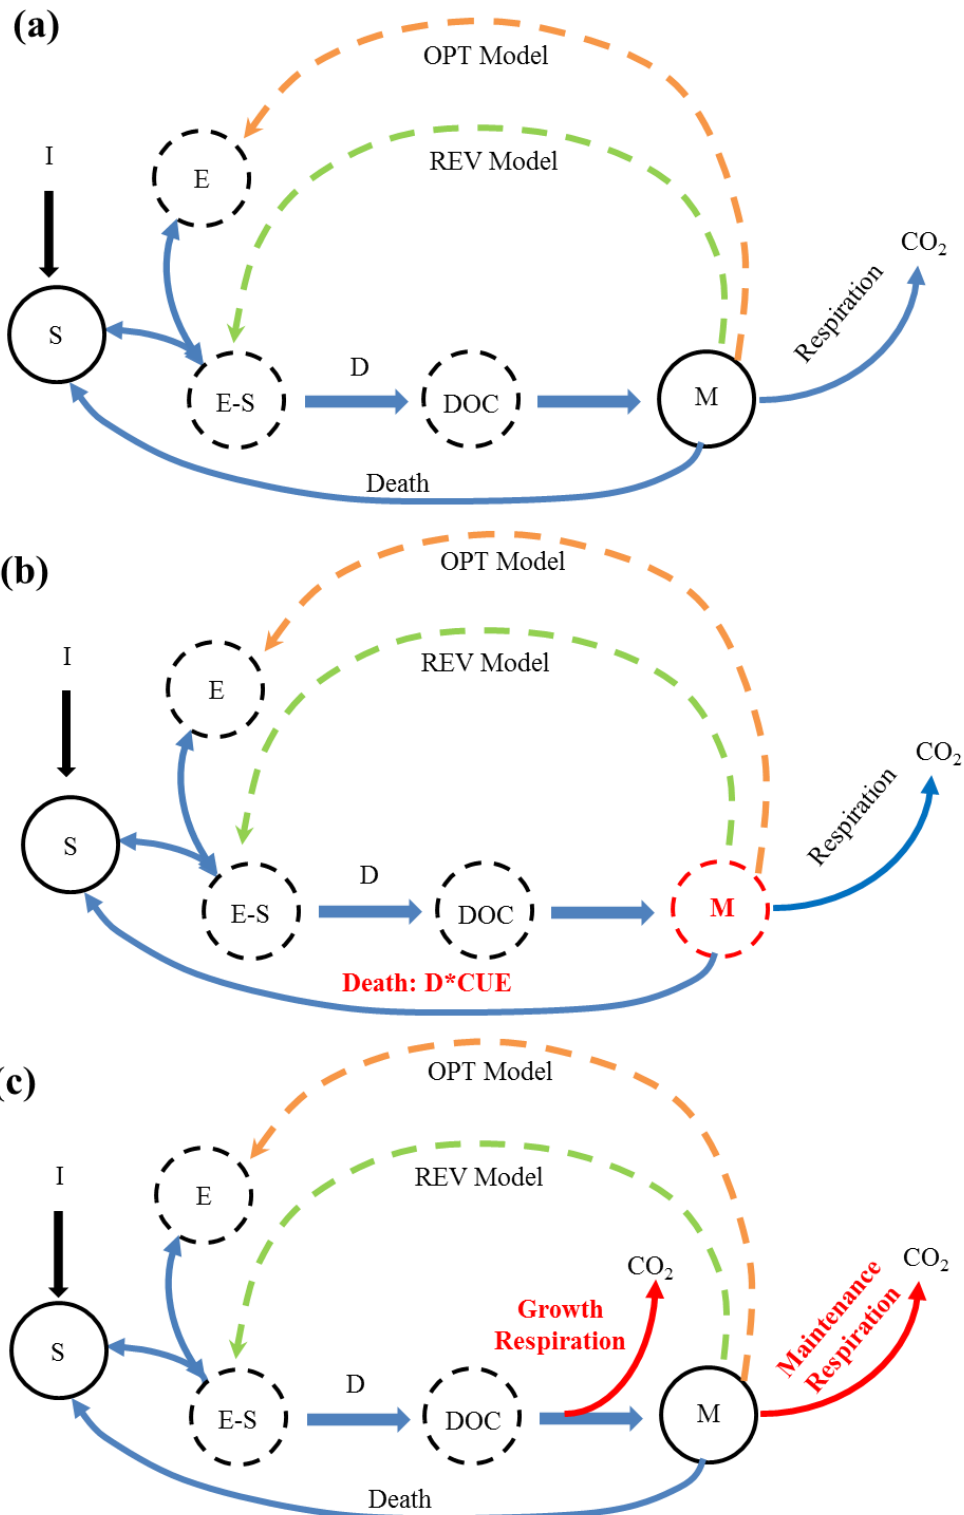 (a)
OPT Model
REV Model
I
E
CO₂
Respiration
S
D
E-S
DOC
M
Death
(b)
OPT Model
REV Model
I
E
CO₂
Respiration
S
D
E-S
DOC
M
Death: D*CUE
(c)
OPT Model
REV Model
I
E
CO₂
CO₂
Growth
Respiration
Maintenance
Respiration
S
D
E-S
DOC
M
Death